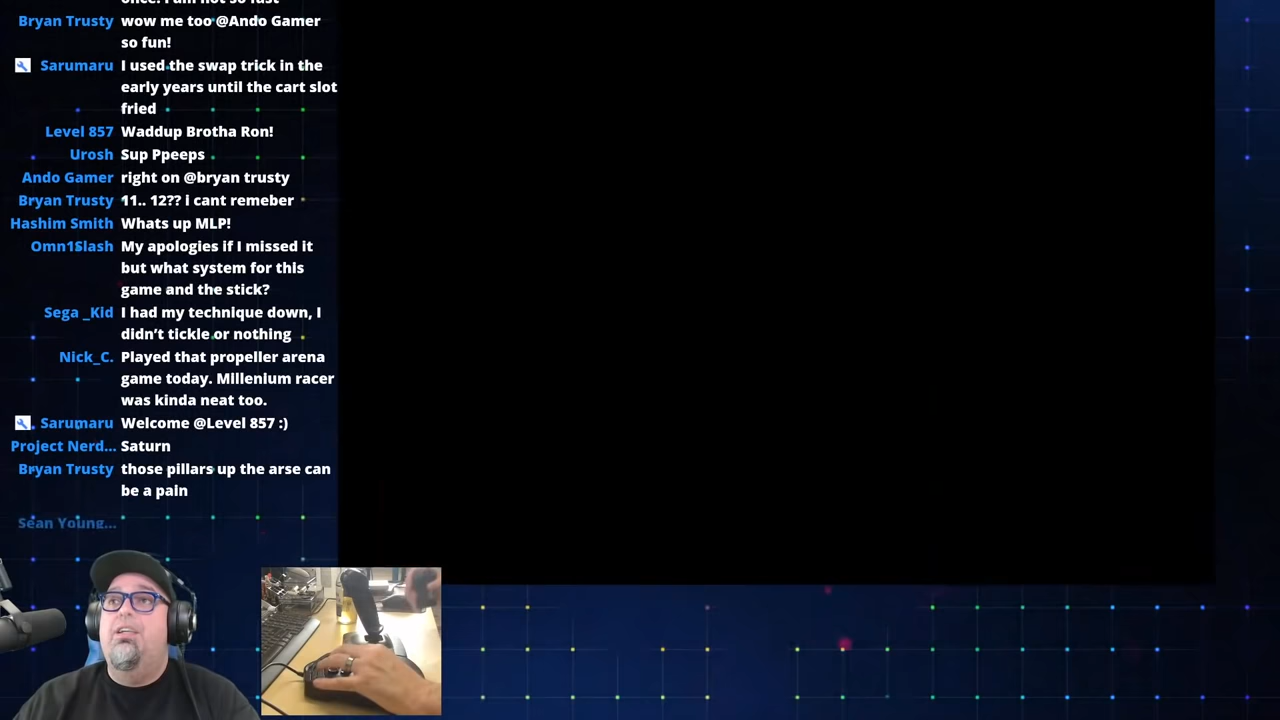 once! I am not so fast
Bryan Trusty wow me too @Ando Gamer
so fun!
Sarumaru I used the swap trick in the
early years until the cart slot
fried
Level 857 Waddup Brotha Ron!
Urosh Sup Ppeeps
Ando Gamer right on @bryan trusty
Bryan Trusty 11.. 12?? i cant remeber
Hashim Smith Whats up MLP!
Omn1Slash My apologies if I missed it
but what system for this
game and the stick?
Sega _Kid I had my technique down, I
didn’t tickle or nothing
Nick_C. Played that propeller arena
game today. Millenium racer
was kinda neat too.
Sarumaru Welcome @Level 857 :)
Project Nerd... Saturn
Bryan Trusty those pillars up the arse can
be a pain
Sean Young...